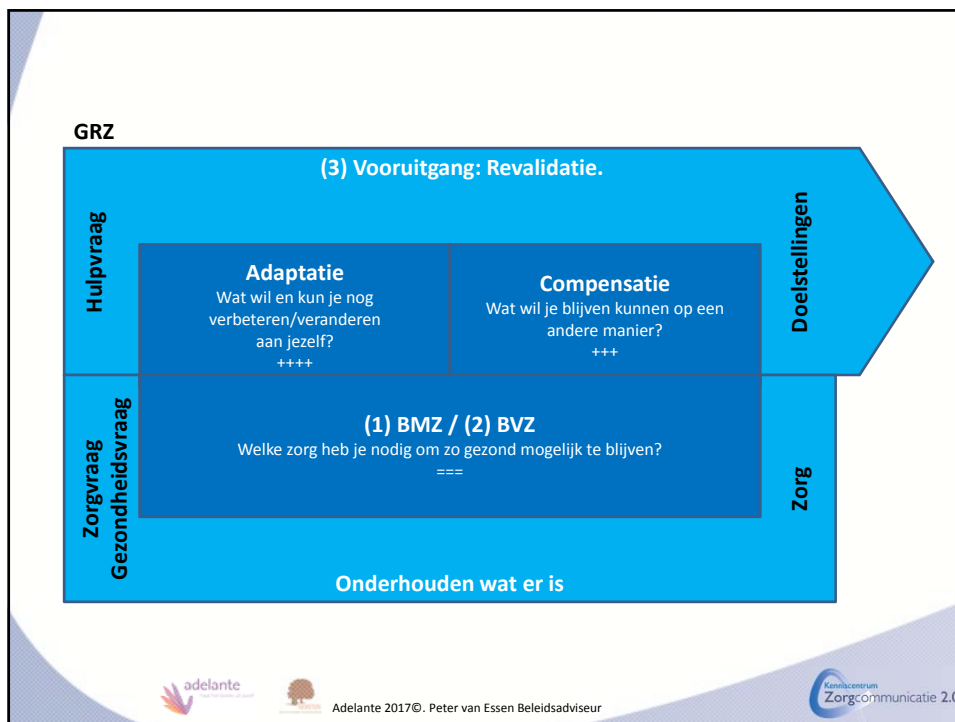 GRZ
(3) Vooruitgang: Revalidatie.
Hulpvraag
Adaptatie
Wat wil en kun je nog
verbeteren/veranderen
aan jezelf?
++++
Compensatie
Wat wil je blijven kunnen op een
andere manier?
+++
Doelstellingen
Zorgvraag
Gezondheidsvraag
(1) BMZ / (2) BVZ
Welke zorg heb je nodig om zo gezond mogelijk te blijven?
===
Zorg
Onderhouden wat er is
adelante
Adelante 2017©. Peter van Essen Beleidsadviseur
Kenniscentrum
Zorgcommunicatie 2.0